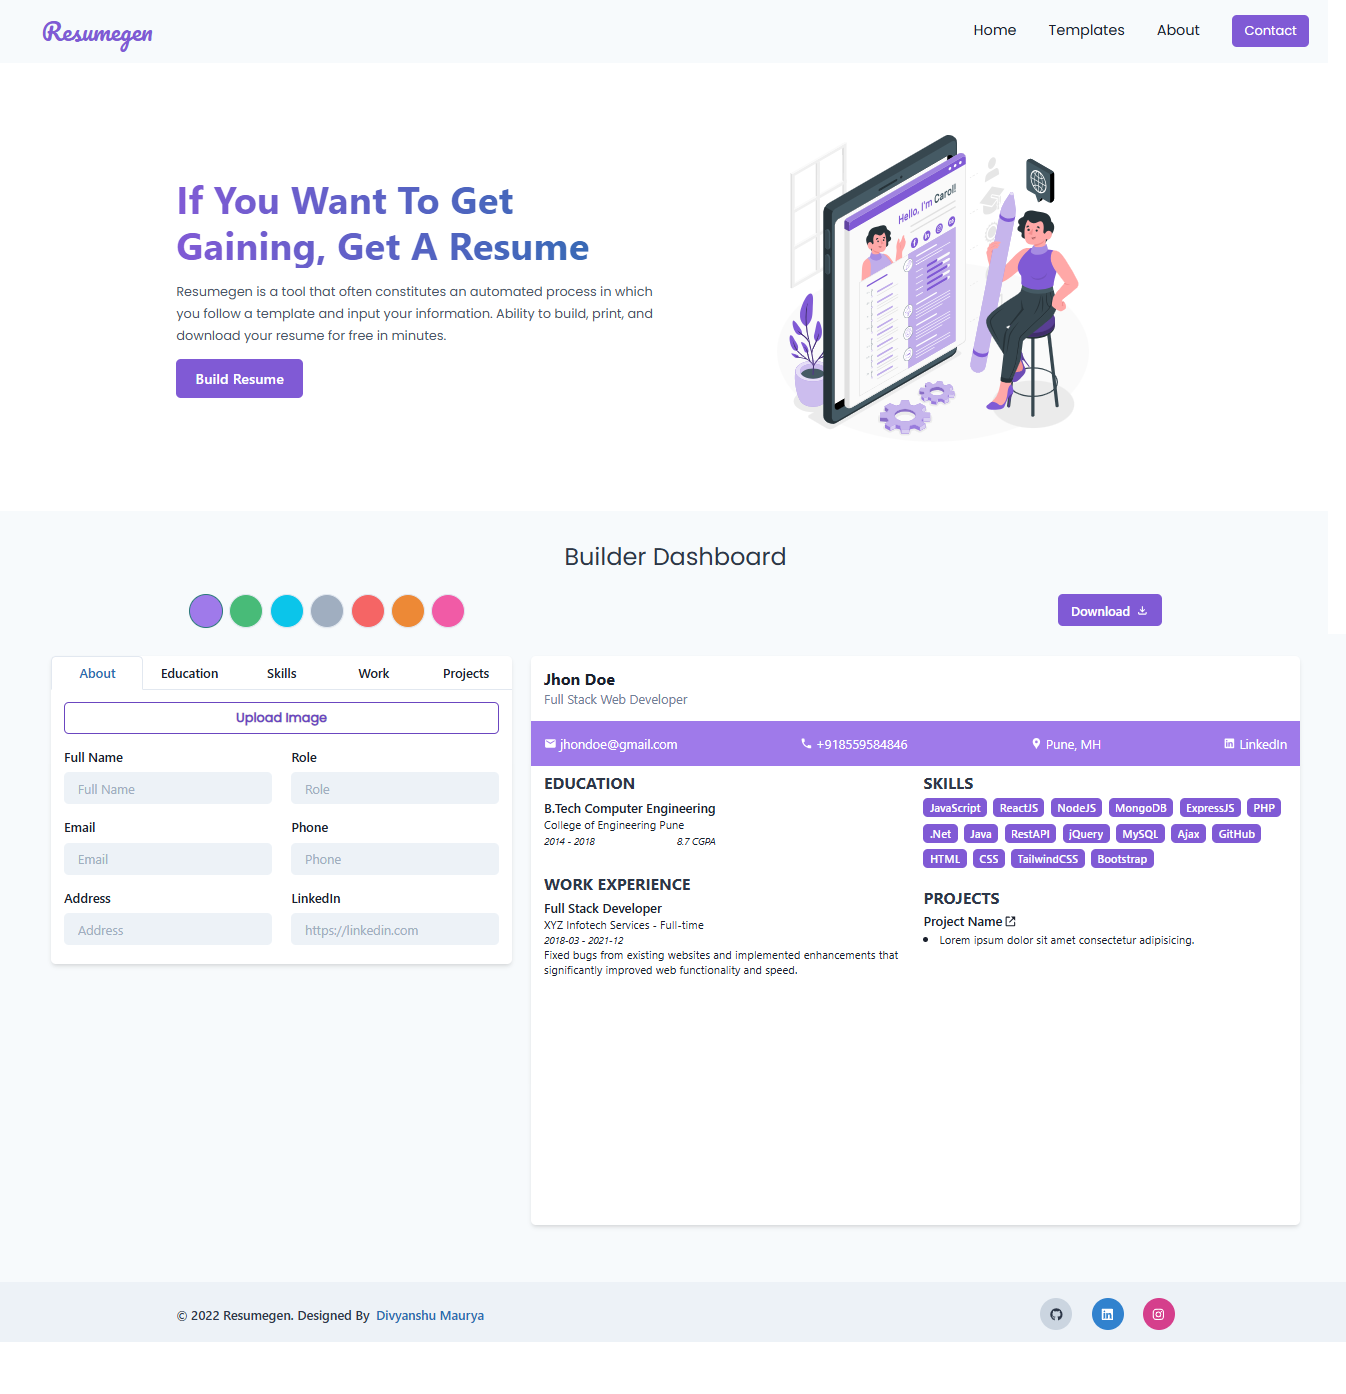 Resumegen
Home
Templates
About
Contact
If You Want To Get
Gaining, Get A Resume
Resumegen is a tool that often constitutes an automated process in which
you follow a template and input your information. Ability to build, print, and
download your resume for free in minutes.
Build Resume
Hello, I'm Carol!
Builder Dashboard
Download
About
Education
Skills
Work
Projects
Upload Image
Full Name
Role
Full Name
Role
Email
Phone
Email
Phone
Address
LinkedIn
Address
https://linkedin.com
Jhon Doe
Full Stack Web Developer
jhondoe@gmail.com
+918559584846
Pune, MH
LinkedIn
EDUCATION
B.Tech Computer Engineering
College of Engineering Pune
2014 - 2018
8.7 CGPA
WORK EXPERIENCE
Full Stack Developer
XYZ Infotech Services - Full-time
2018-03 - 2021-12
Fixed bugs from existing websites and implemented enhancements that
significantly improved web functionality and speed.
SKILLS
JavaScript ReactJS NodeJS MongoDB ExpressJS PHP
.Net Java RestAPI jQuery MySQL Ajax GitHub
HTML CSS TailwindCSS Bootstrap
PROJECTS
Project Name
Lorem ipsum dolor sit amet consectetur adipisicing.
© 2022 Resumegen. Designed By Divyanshu Maurya